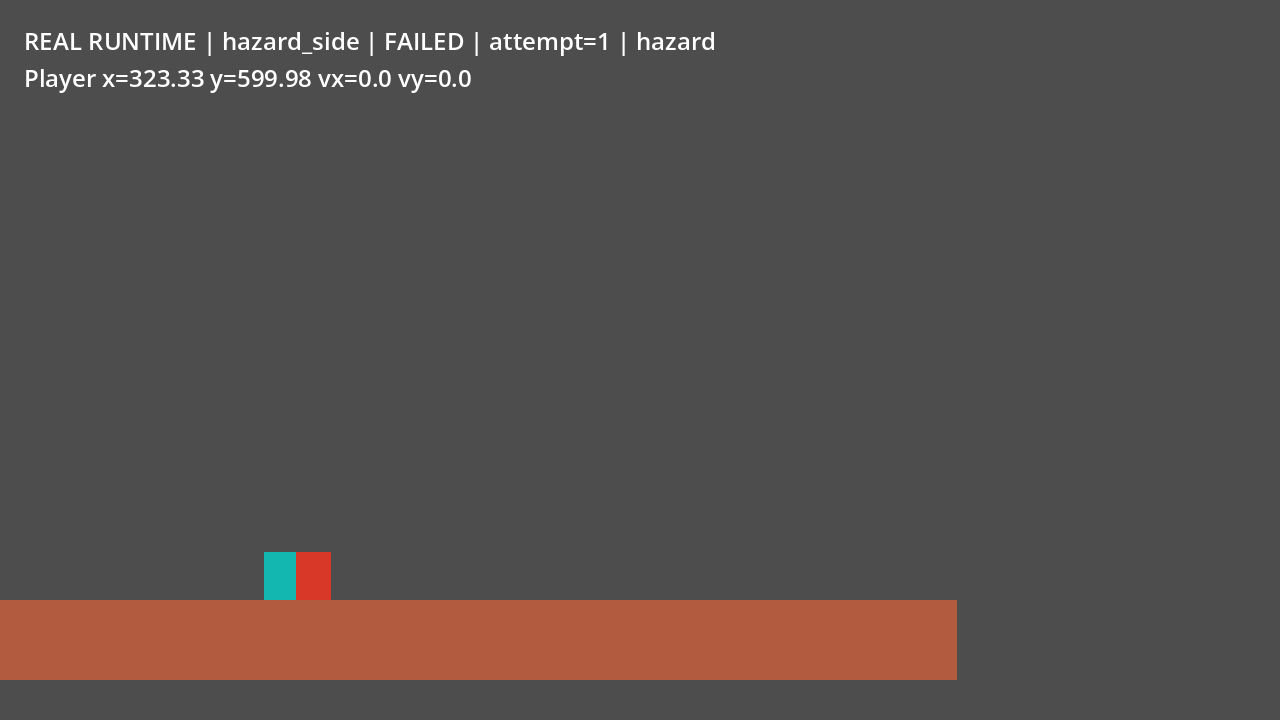 REAL RUNTIME | hazard_side | FAILED | attempt=1 | hazard
Player x=323.33 y=599.98 vx=0.0 vy=0.0